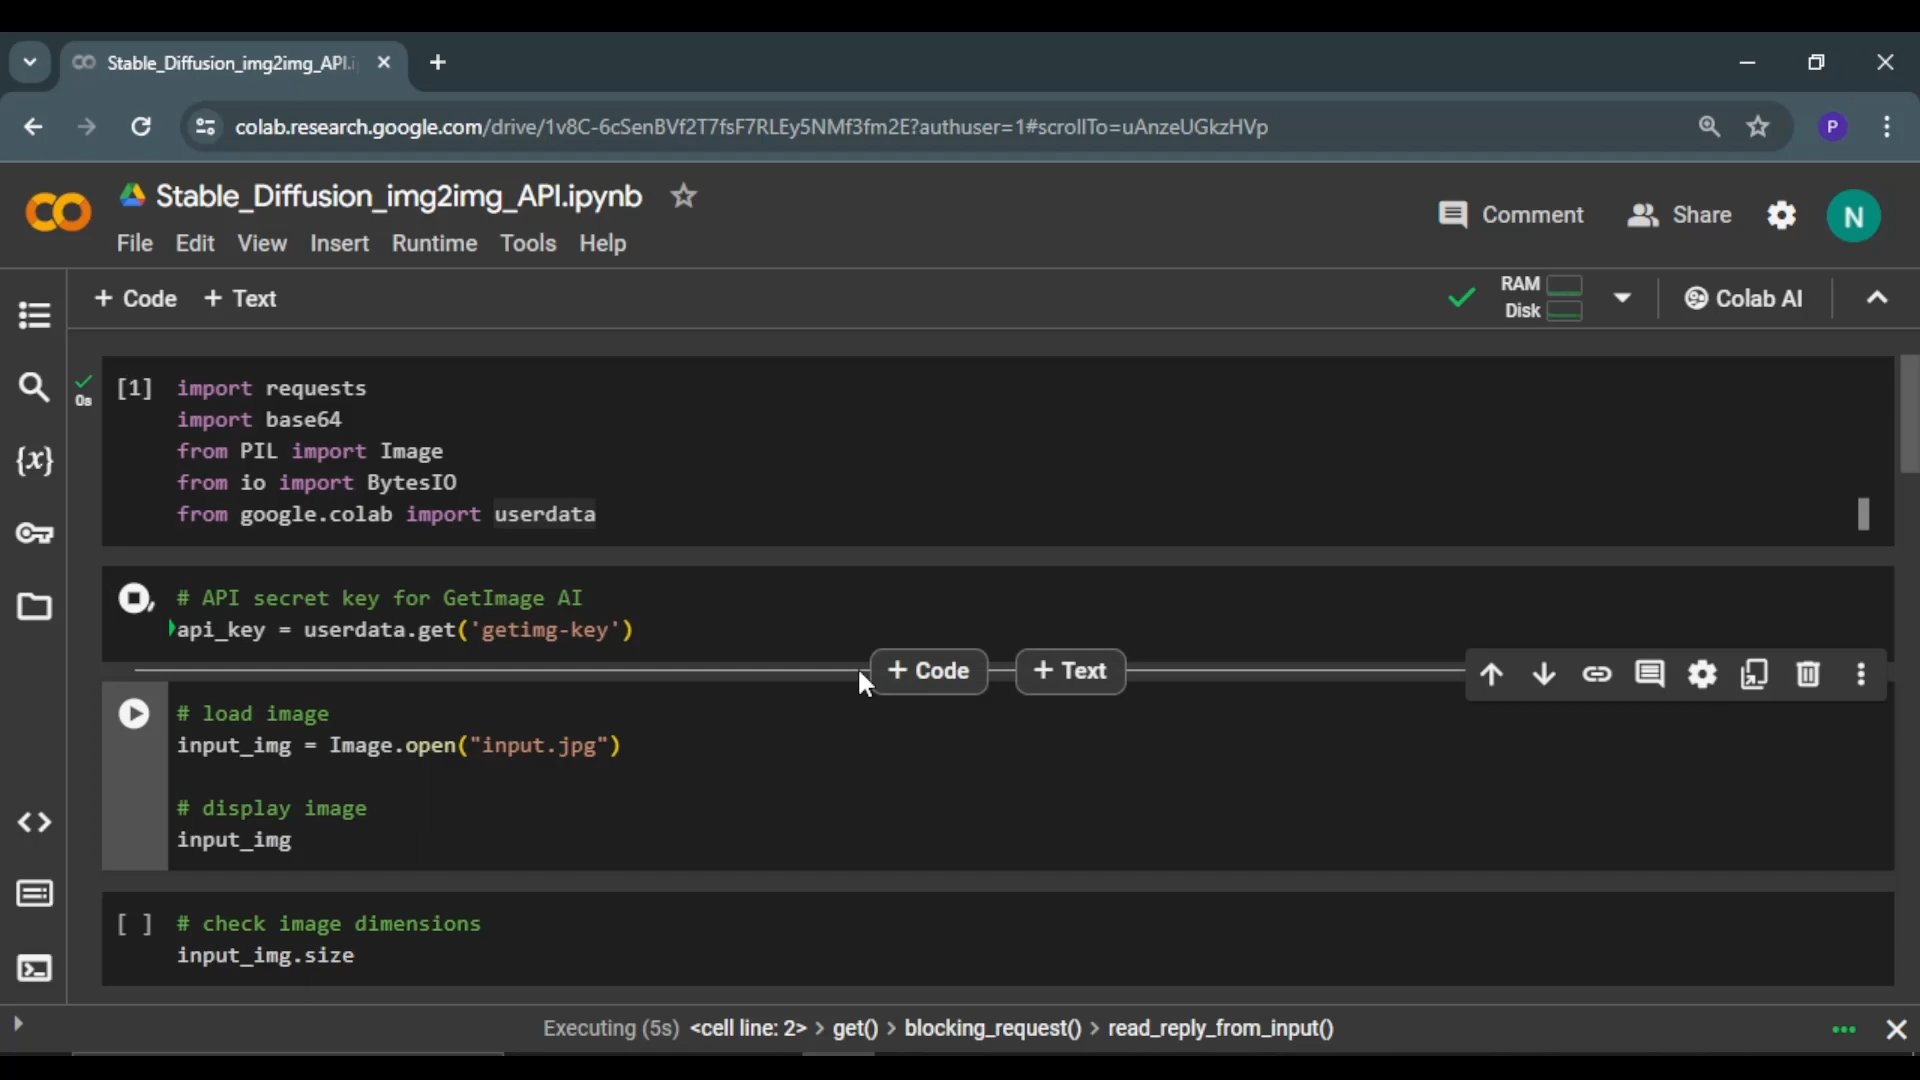 Stable_Diffusion_img2img_API.i
colab.research.google.com/drive/1v8C-6cSenBVf2T7fsF7RLEy5NMf3fm2E?authuser=1#scrollTo=uAnzeUGkzHVp
P
Stable_Diffusion_img2img_API.ipynb
Comment
Share
N
File Edit View Insert Runtime Tools Help
+ Code + Text
RAM
Disk
Colab AI
0s
[1] import requests
import base64
from PIL import Image
from io import BytesIO
from google.colab import userdata
# API secret key for GetImage AI
api_key = userdata.get('getimg-key')
+ Code + Text
# load image
input_img = Image.open("input.jpg")
# display image
input_img
[ ] # check image dimensions
input_img.size
Executing (5s) <cell line: 2> > get() > blocking_request() > read_reply_from_input()